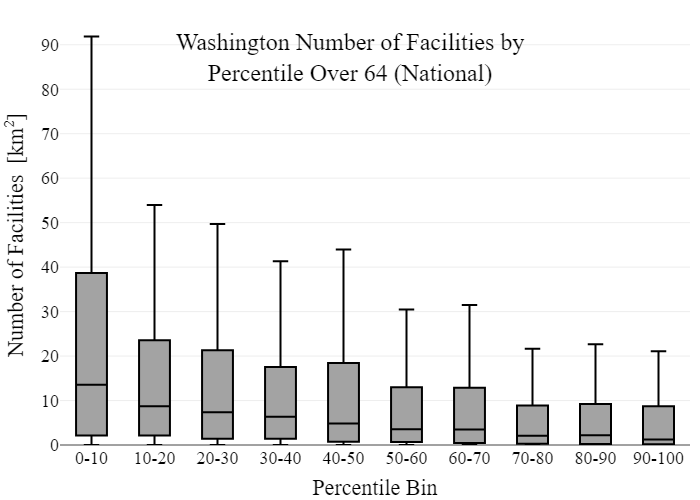 Washington Number of Facilities by
Percentile Over 64 (National)
Number of Facilities [km²]
90
80
70
60
50
40
30
20
10
0
0-10 10-20 20-30 30-40 40-50 50-60 60-70 70-80 80-90 90-100
Percentile Bin